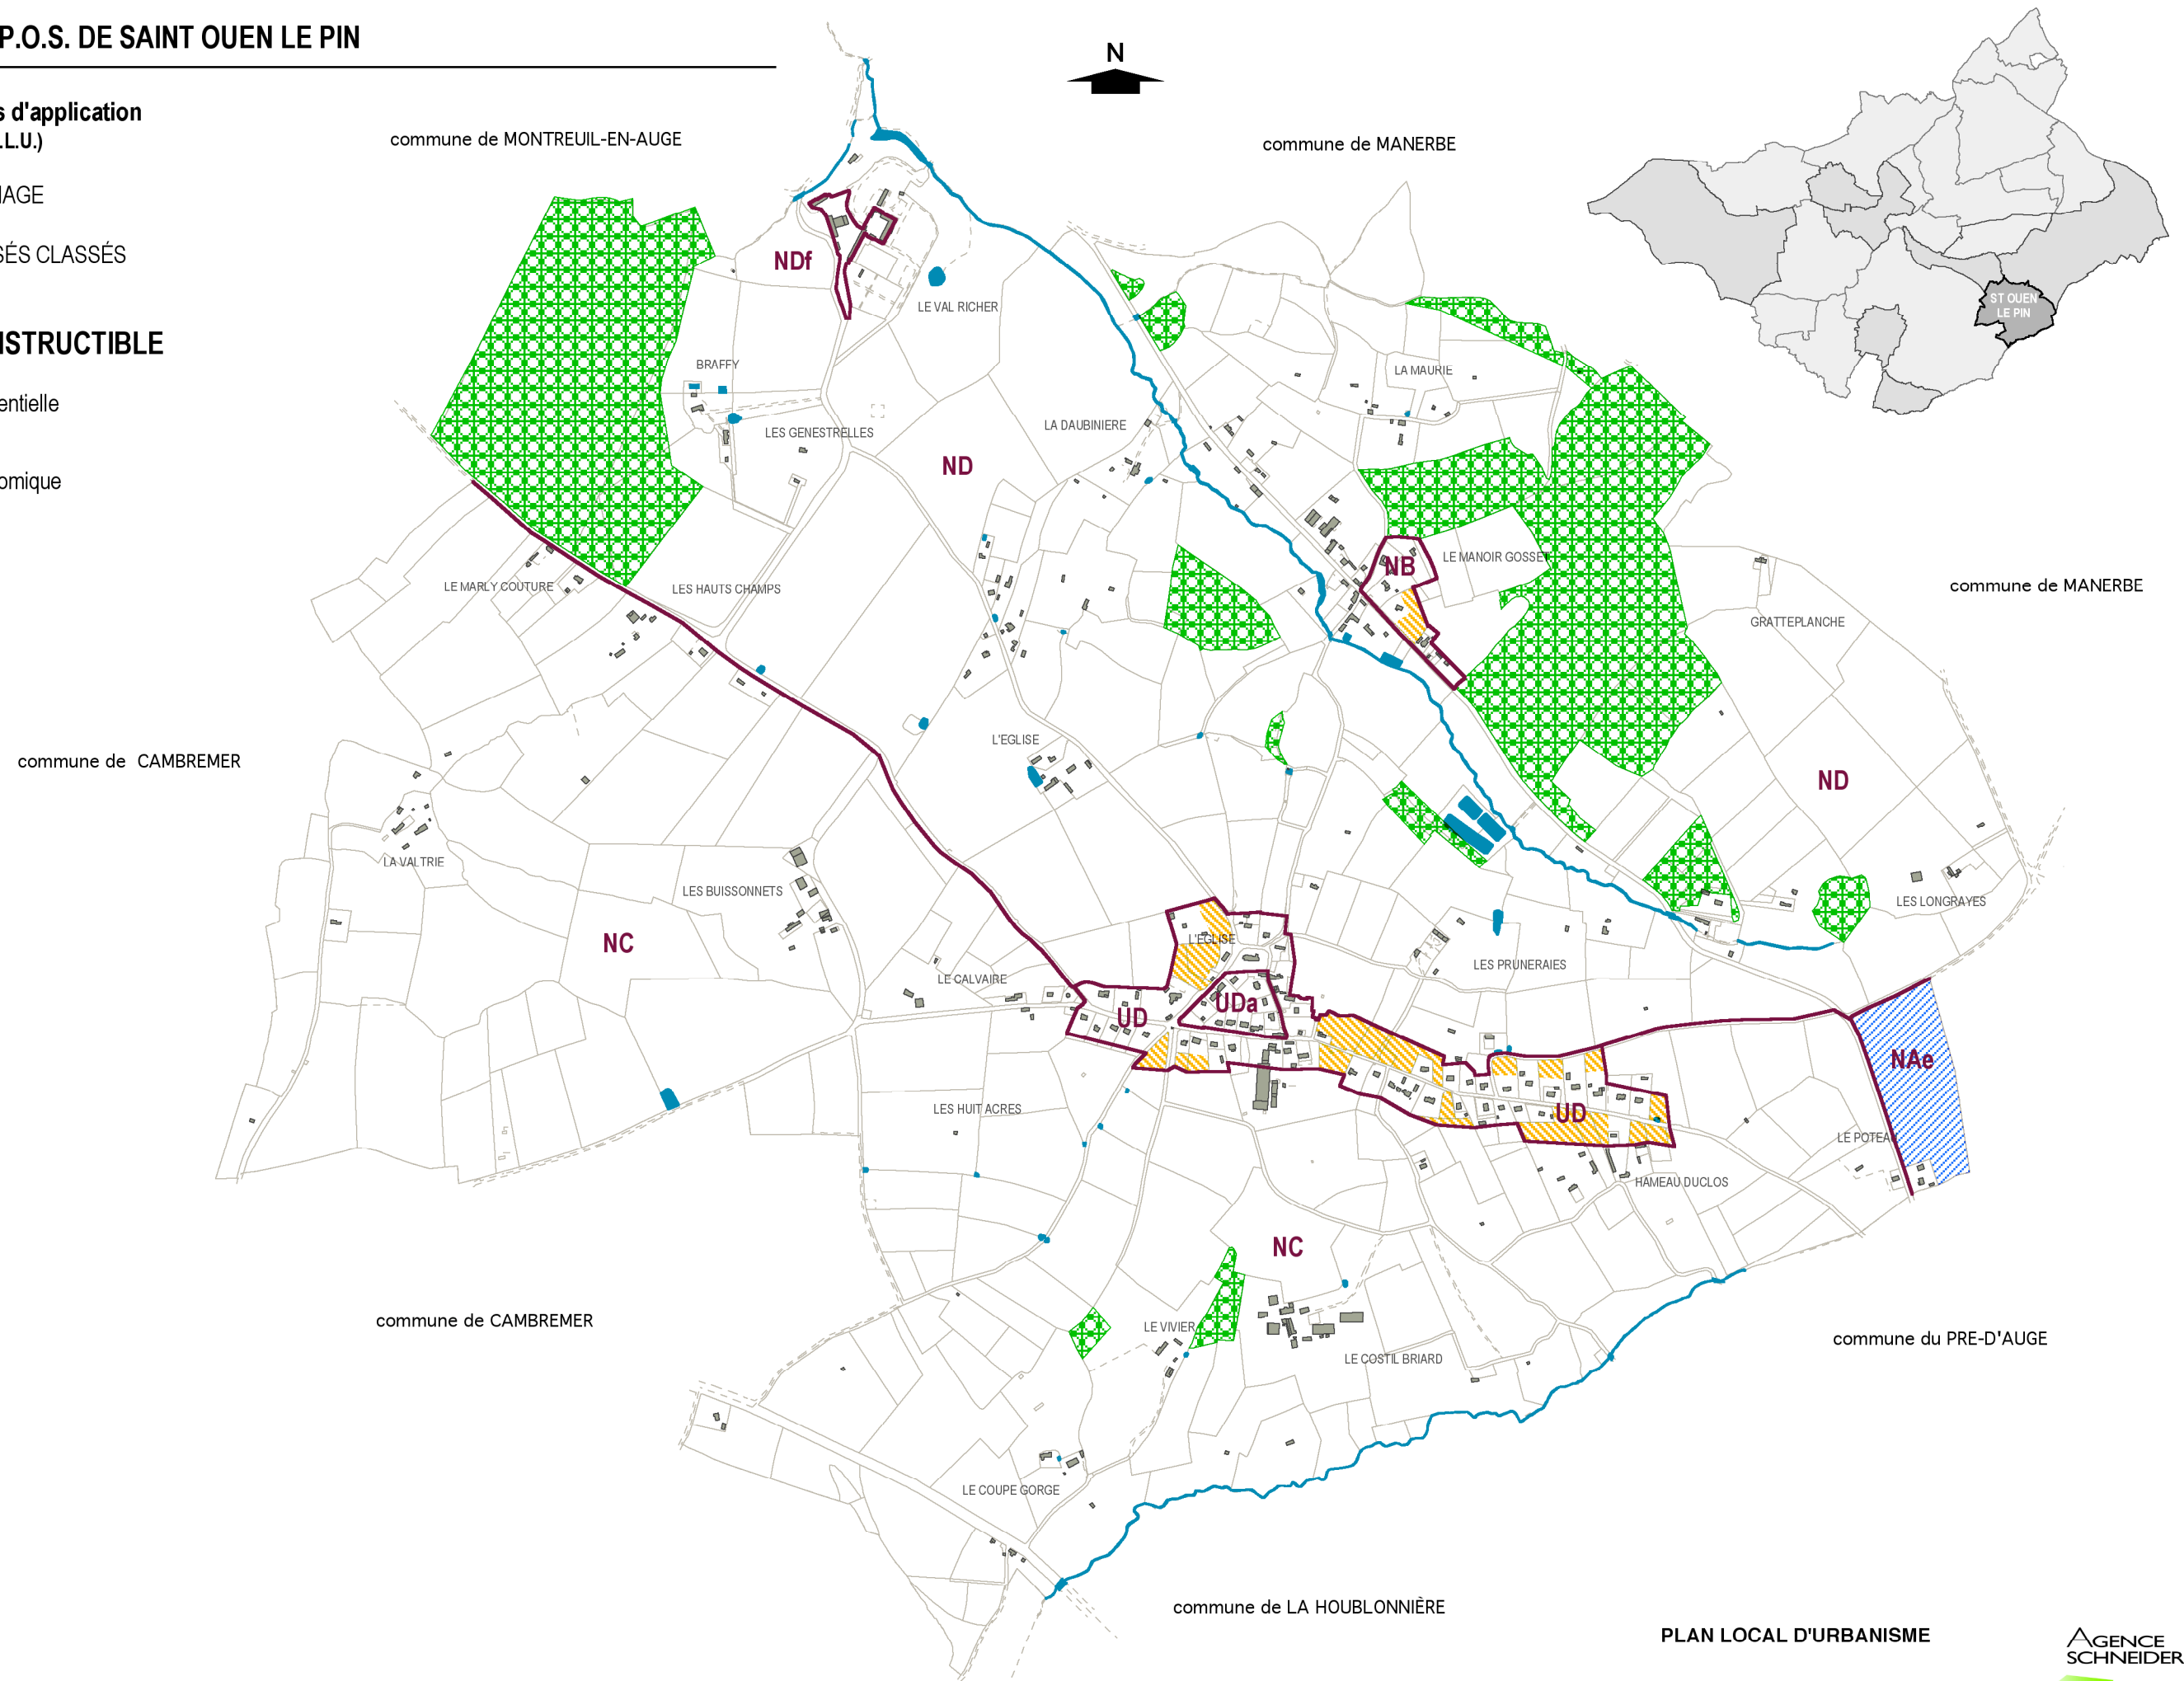 P.O.S. DE SAINT OUEN LE PIN
s d'application
.L.U.)
SÉS CLASSÉS
entielle
omique
N
commune de MONTREUIL-EN-AUGE
commune de MANERBE
ST OUEN
LE PIN
NDf
LE VAL RICHER
BRAFFY
LA MAURIE
LES GENESTRELLES
LA DAUBINIERE
ND
LE MANOIR GOSSET
NB
LE MARLY COUTURE
LES HAUTS CHAMPS
commune de MANERBE
GRATTEPLANCHE
L'EGLISE
commune de CAMBREMER
ND
LA VALTRIE
LES BUISSONNETS
LES LONGRAYES
NC
L'EGLISE
LES PRUNERAIES
LE CALVAIRE
UDa
UD
NAe
LES HUIT ACRES
UD
LE POTEAU
HAMEAU DUCLOS
NC
commune de CAMBREMER
LE VIVIER
commune du PRE-D'AUGE
LE COSTIL BRIARD
LE COUPE GORGE
commune de LA HOUBLONNIÈRE
PLAN LOCAL D'URBANISME
AGENCE
SCHNEIDER